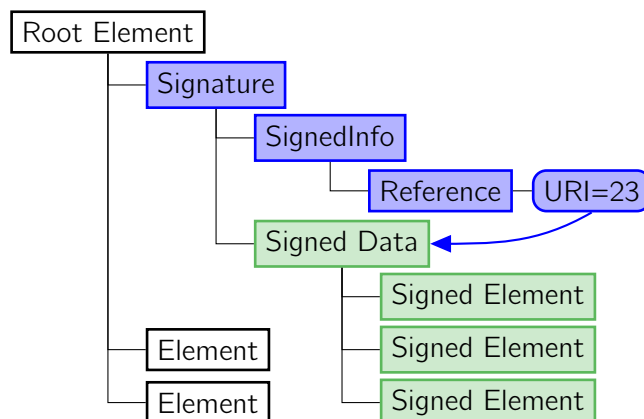 Root Element
Signature
SignedInfo
Reference
URI=23
Signed Data
Signed Element
Signed Element
Element
Signed Element
Element